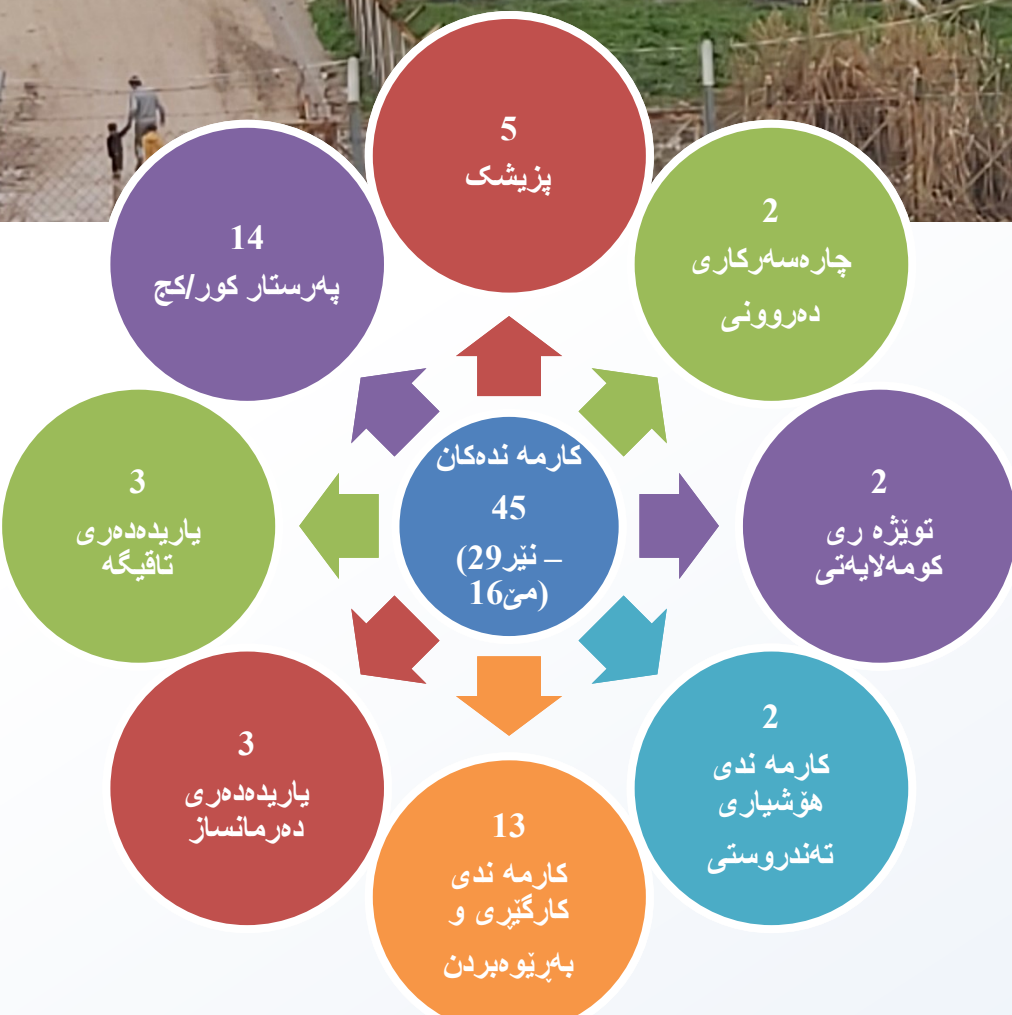 5
پزیشک
2
چارەسەرکاری
دەروونی
2
توێژە ری
کومەلایەتی
2
کارمە ندی
هۆشیاری
تەندروستی
13
کارمە ندی
کارگێڕی و
بەڕێوەبردن
3
یاریدەدەری
دەرمانساز
3
یاریدەدەری
تاقیگە
14
پەرستار کور/کج
کارمە ندەکان
45
(29نێر –
16مێ)